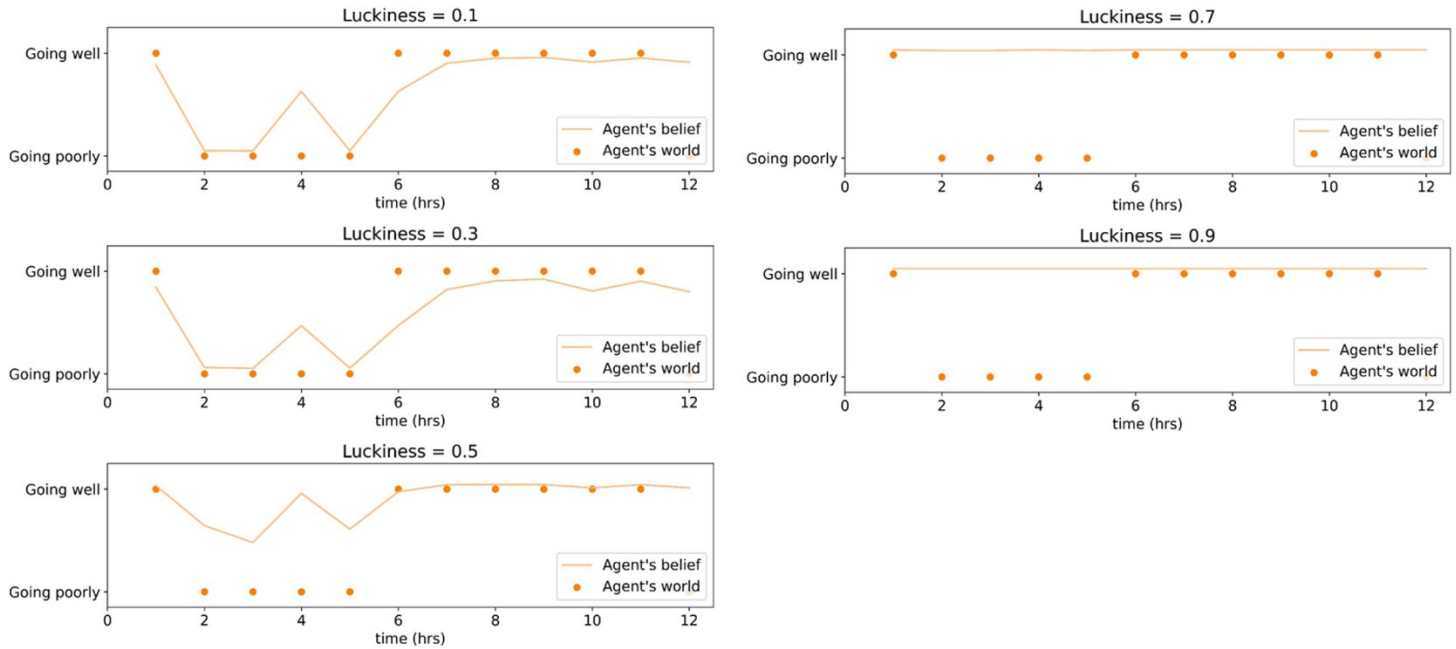 Luckiness = 0.1
Going well
Going poorly
Agent's belief
Agent's world
0 2 4 6 8 10 12
time (hrs)
Luckiness = 0.3
Going well
Going poorly
Agent's belief
Agent's world
0 2 4 6 8 10 12
time (hrs)
Luckiness = 0.5
Going well
Going poorly
Agent's belief
Agent's world
0 2 4 6 8 10 12
time (hrs)
Luckiness = 0.7
Going well
Going poorly
Agent's belief
Agent's world
0 2 4 6 8 10 12
time (hrs)
Luckiness = 0.9
Going well
Going poorly
Agent's belief
Agent's world
0 2 4 6 8 10 12
time (hrs)